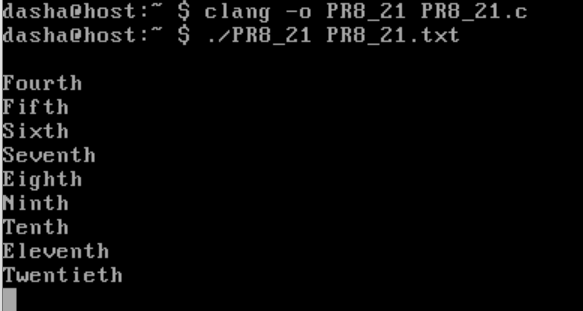 dasha@host:~ $ clang -o PR8_21 PR8_21.c
dasha@host:~ $ ./PR8_21 PR8_21.txt
Fourth
Fifth
Sixth
Seventh
Eighth
Ninth
Tenth
Eleventh
Twentieth